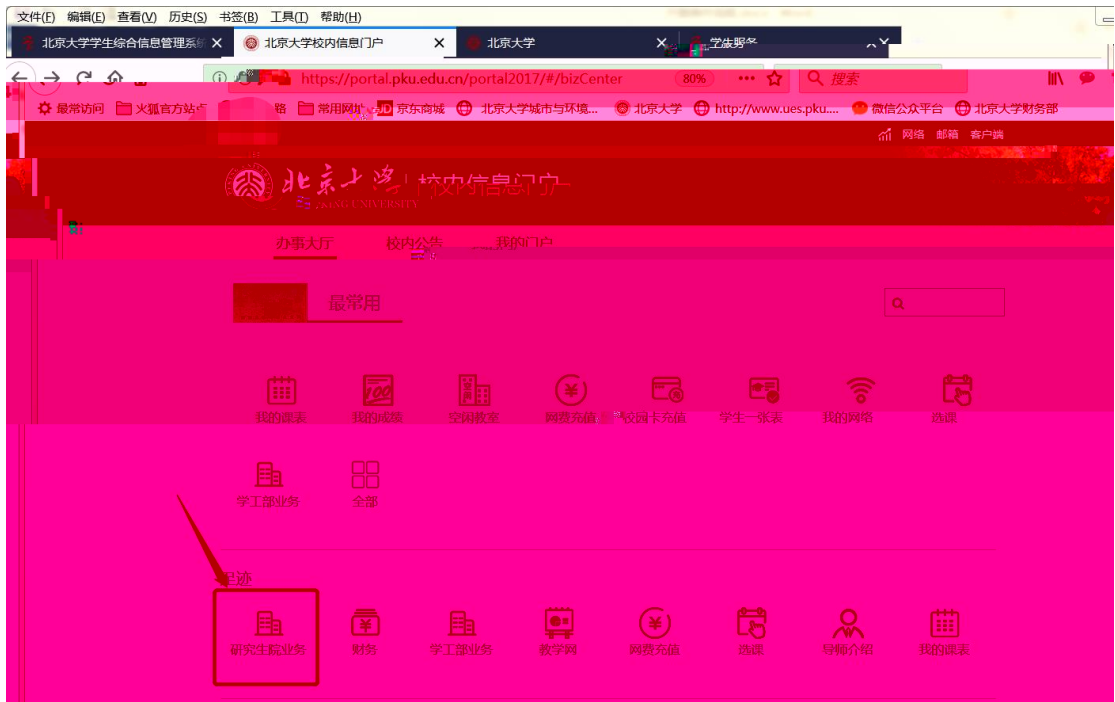 文件(F) 编辑(E) 查看(V) 历史(S) 书签(B) 工具(T) 帮助(H)
北京大学学生综合信息管理系统 北京大学校内信息门户 北京大学
https://portal.pku.edu.cn/portal2017/#/bizCenter 80% 搜索
最常访问 火狐官方站点 常用网址 JD 京东商城 北京大学城市与环境... 北京大学 http://www.ues.pku.... 微信公众平台 北京大学财务部
网络 邮箱 客户端
北京大学 校内信息门户
办事大厅 校内公告 我的门户
最常用
我的课表 我的成绩 空闲教室 网费充值 校园卡充值 学生一张表 我的网络 选课
学工部业务 全部
足迹
研究生院业务 财务 学工部业务 教学网 网费充值 选课 导师介绍 我的课表